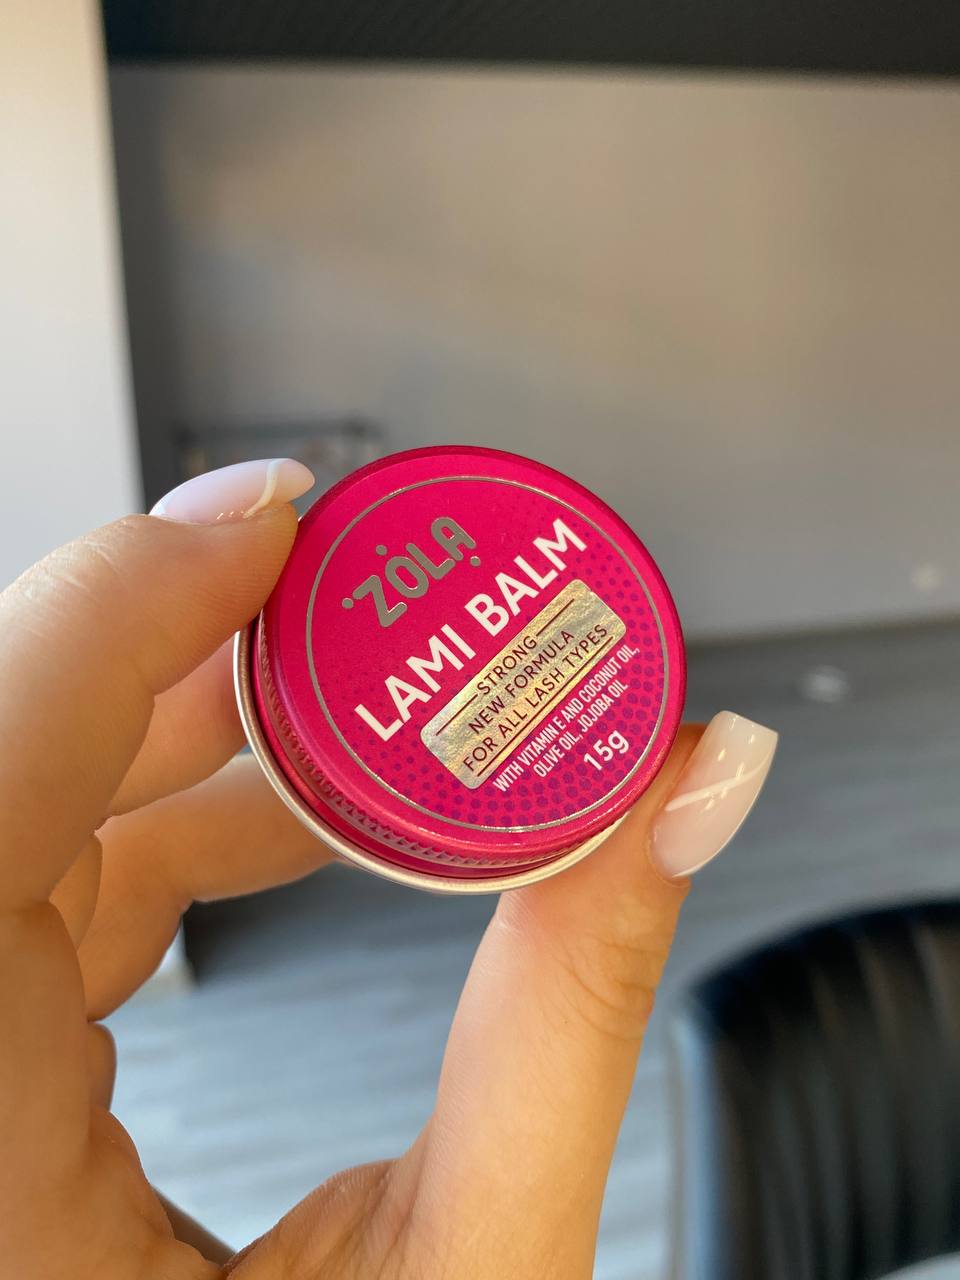 ZOLA
LAMI BALM
STRONG
NEW FORMULA
FOR ALL LASH TYPES
WITH VITAMIN E AND COCONUT OIL,
OLIVE OIL, JOJOBA OIL
15g